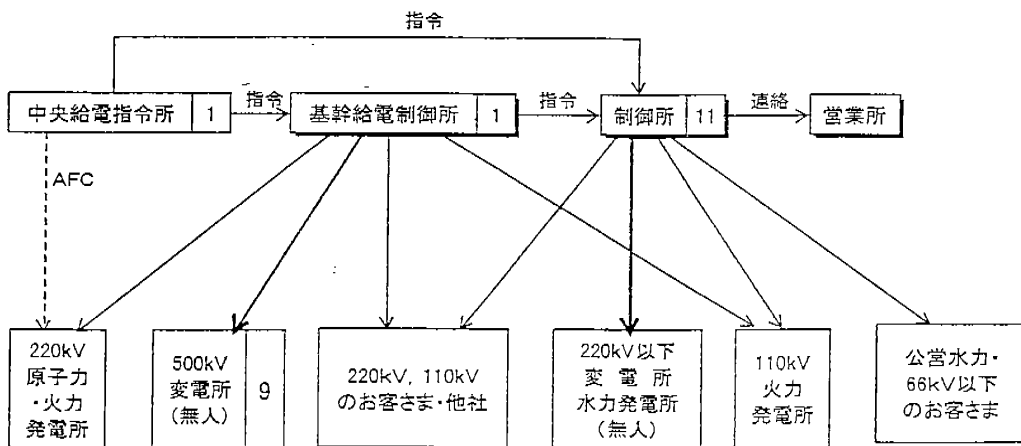 指令
中央給電指令所 1
指令
基幹給電制御所 1
指令
制御所 11
連絡
営業所
AFC
220kV
原子力
・火力
発電所
500kV
変電所
(無人)
9
220kV, 110kV
のお客さま・他社
220kV以下
変電所
水力発電所
(無人)
110kV
火力
発電所
公営水力・
66kV以下
のお客さま